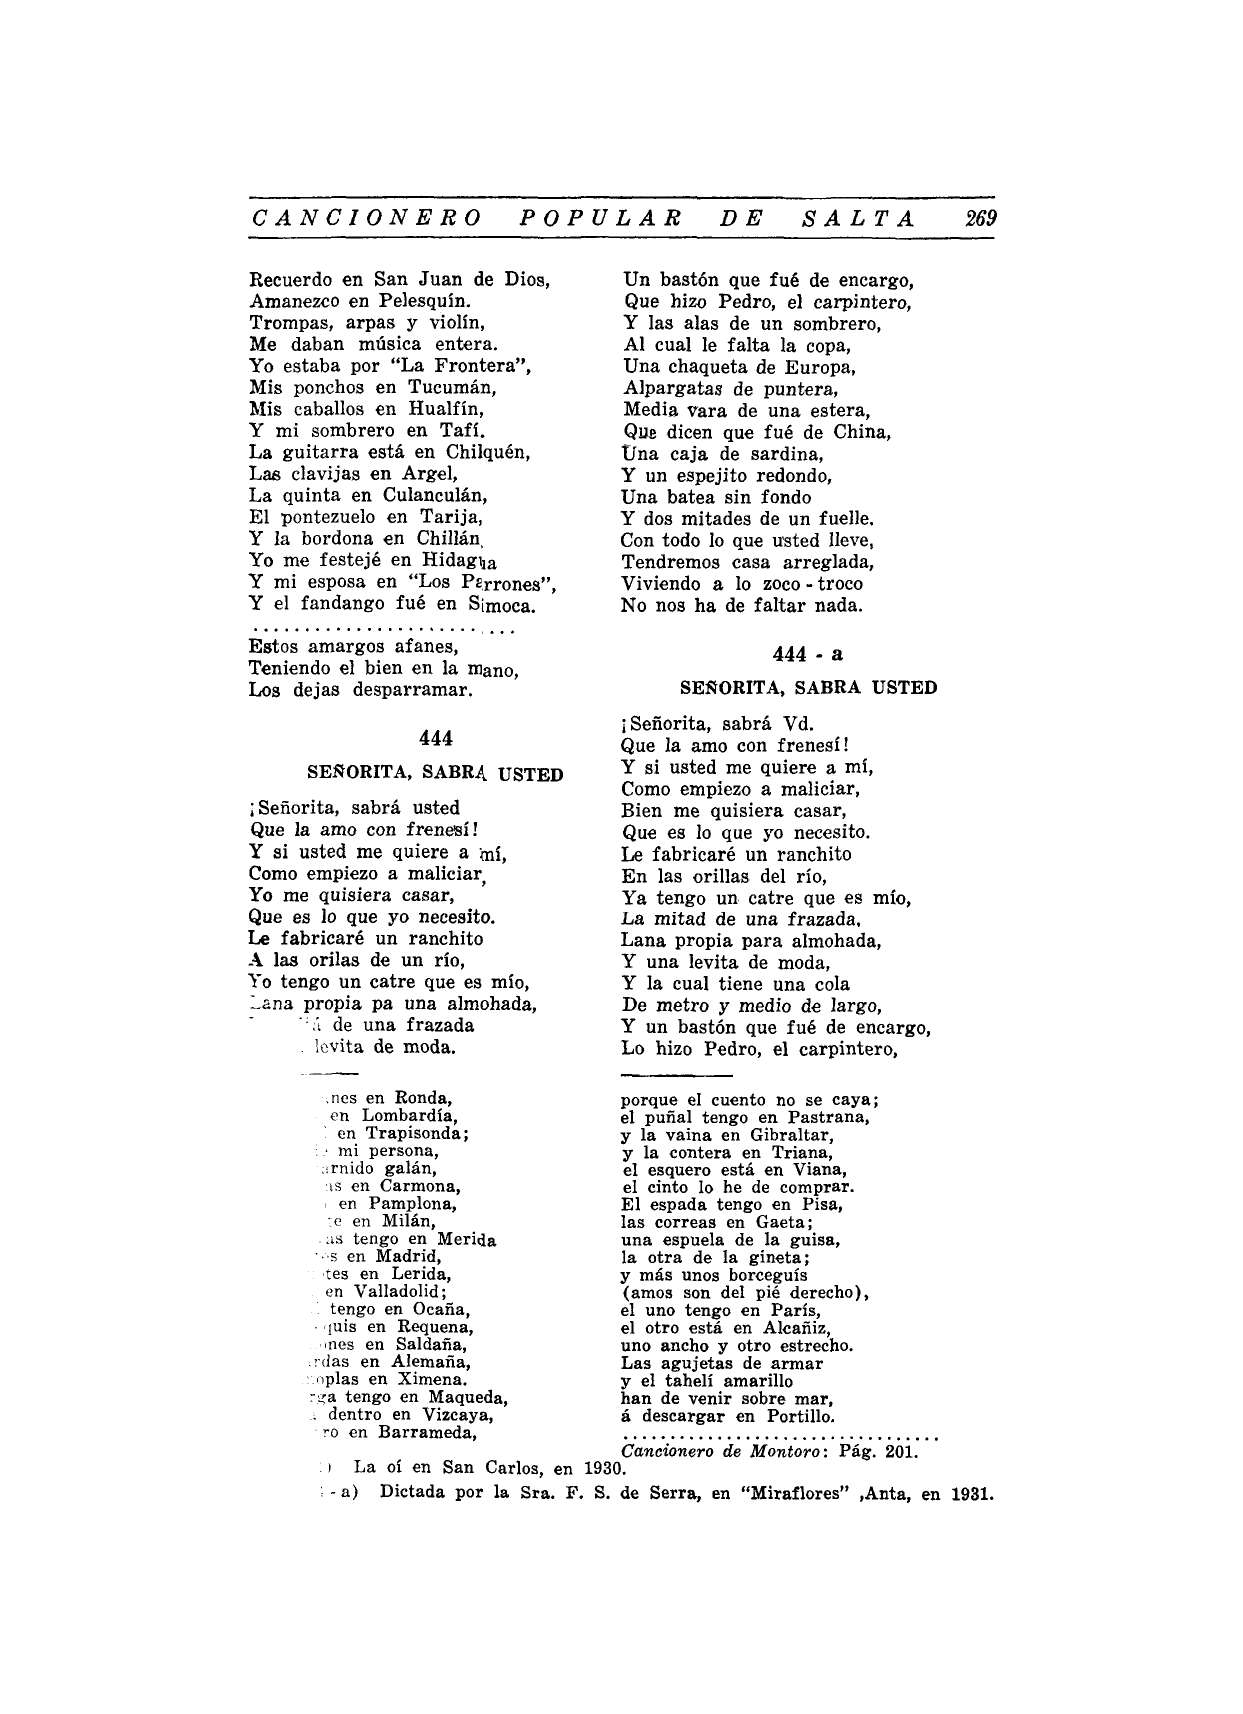 CANCIONERO POPULAR DE SALTA 269
Recuerdo en San Juan de Dios,
Amanezco en Pelesquín.
Trompas, arpas y violín,
Me daban música entera.
Yo estaba por “La Frontera”,
Mis ponchos en Tucumán,
Mis caballos en Hualfín,
Y mi sombrero en Tafí.
La guitarra está en Chilquén,
Las clavijas en Argel,
La quinta en Culanculán,
El pontezuelo en Tarija,
Y la bordona en Chillán,
Yo me festejé en Hidagua
Y mi esposa en “Los Parrones”,
Y el fandango fué en Simoca.
..........................
Estos amargos afanes,
Teniendo el bien en la mano,
Los dejas desparramar.
444
SEÑORITA, SABRA USTED
¡Señorita, sabrá usted
Que la amo con frenesí!
Y si usted me quiere a mí,
Como empiezo a maliciar,
Yo me quisiera casar,
Que es lo que yo necesito.
Le fabricaré un ranchito
A las orilas de un río,
Yo tengo un catre que es mío,
Lana propia pa una almohada,
de una frazada
levita de moda.
Un bastón que fué de encargo,
Que hizo Pedro, el carpintero,
Y las alas de un sombrero,
Al cual le falta la copa,
Una chaqueta de Europa,
Alpargatas de puntera,
Media vara de una estera,
Que dicen que fué de China,
Una caja de sardina,
Y un espejito redondo,
Una batea sin fondo
Y dos mitades de un fuelle.
Con todo lo que usted lleve,
Tendremos casa arreglada,
Viviendo a lo zoco - troco
No nos ha de faltar nada.
444 - a
SEÑORITA, SABRA USTED
¡Señorita, sabrá Vd.
Que la amo con frenesí!
Y si usted me quiere a mí,
Como empiezo a maliciar,
Bien me quisiera casar,
Que es lo que yo necesito.
Le fabricaré un ranchito
En las orillas del río,
Ya tengo un catre que es mío,
La mitad de una frazada,
Lana propia para almohada,
Y una levita de moda,
Y la cual tiene una cola
De metro y medio de largo,
Y un bastón que fué de encargo,
Lo hizo Pedro, el carpintero,
nes en Ronda,
en Lombardía,
en Trapisonda;
mi persona,
rnido galán,
as en Carmona,
en Pamplona,
e en Milán,
as tengo en Merida
s en Madrid,
tes en Lerida,
en Valladolid;
tengo en Ocaña,
quis en Requena,
nes en Saldaña,
rdas en Alemaña,
oplas en Ximena.
ga tengo en Maqueda,
dentro en Vizcaya,
ro en Barrameda,
porque el cuento no se caya;
el puñal tengo en Pastrana,
y la vaina en Gibraltar,
y la contera en Triana,
el esquero está en Viana,
el cinto lo he de comprar.
El espada tengo en Pisa,
las correas en Gaeta;
una espuela de la guisa,
la otra de la gineta;
y más unos borceguís
(amos son del pié derecho),
el uno tengo en París,
el otro está en Alcañiz,
uno ancho y otro estrecho.
Las agujetas de armar
y el tahelí amarillo
han de venir sobre mar,
á descargar en Portillo.
................................
Cancionero de Montoro: Pág. 201.
) La oí en San Carlos, en 1930.
- a) Dictada por la Sra. F. S. de Serra, en “Miraflores” ,Anta, en 1931.